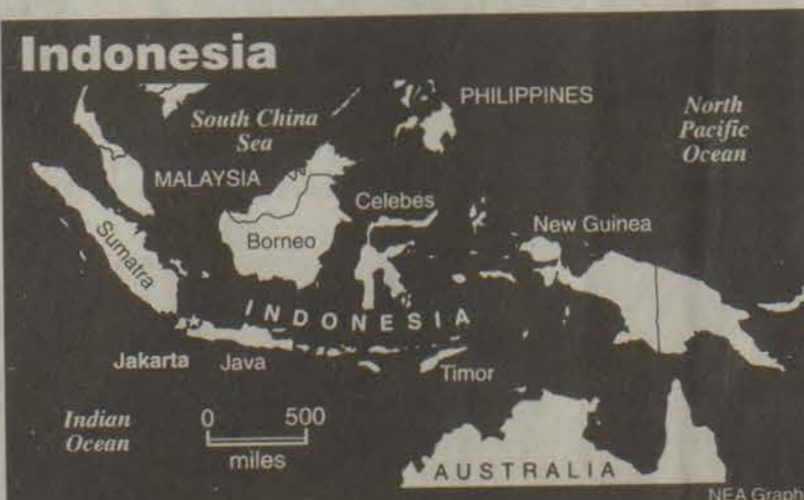 Indonesia
PHILIPPINES
South China
Sea
North
Pacific
Ocean
MALAYSIA
Celebes
New Guinea
Sumatra
Borneo
INDONESIA
Jakarta
Java
Timor
Indian
Ocean
0 500
miles
AUSTRALIA
NEA Graph